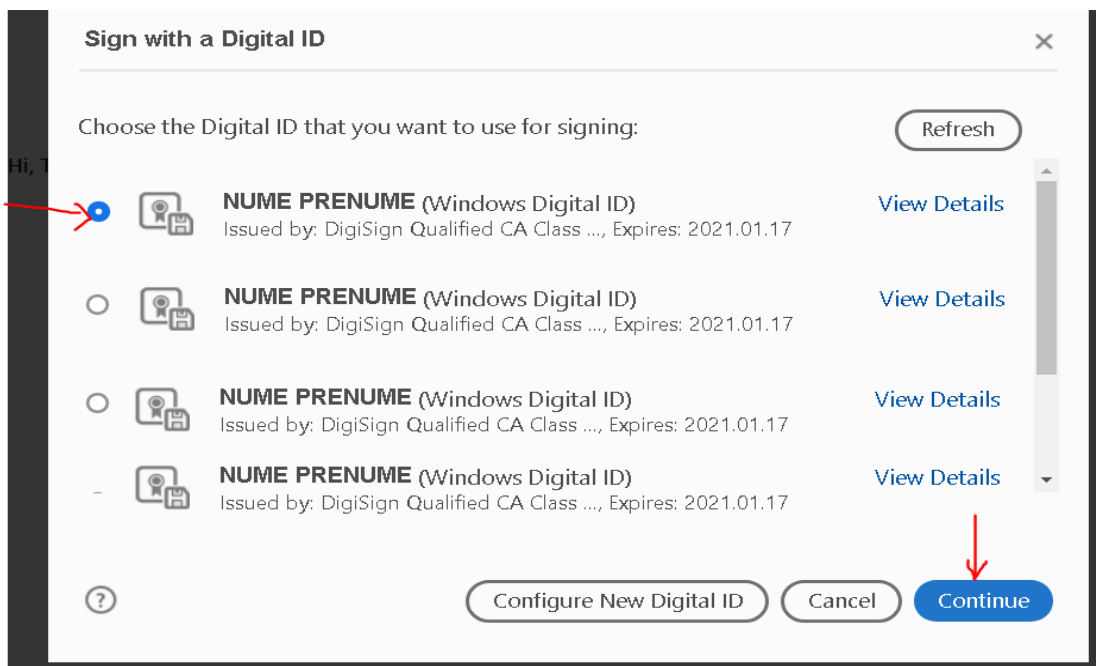 Sign with a Digital ID
Choose the Digital ID that you want to use for signing:
Refresh
Hi,
NUME PRENUME (Windows Digital ID)
View Details
Issued by: DigiSign Qualified CA Class ..., Expires: 2021.01.17
NUME PRENUME (Windows Digital ID)
View Details
Issued by: DigiSign Qualified CA Class ..., Expires: 2021.01.17
NUME PRENUME (Windows Digital ID)
View Details
Issued by: DigiSign Qualified CA Class ..., Expires: 2021.01.17
NUME PRENUME (Windows Digital ID)
View Details
Issued by: DigiSign Qualified CA Class ..., Expires: 2021.01.17
?
Configure New Digital ID
Cancel
Continue